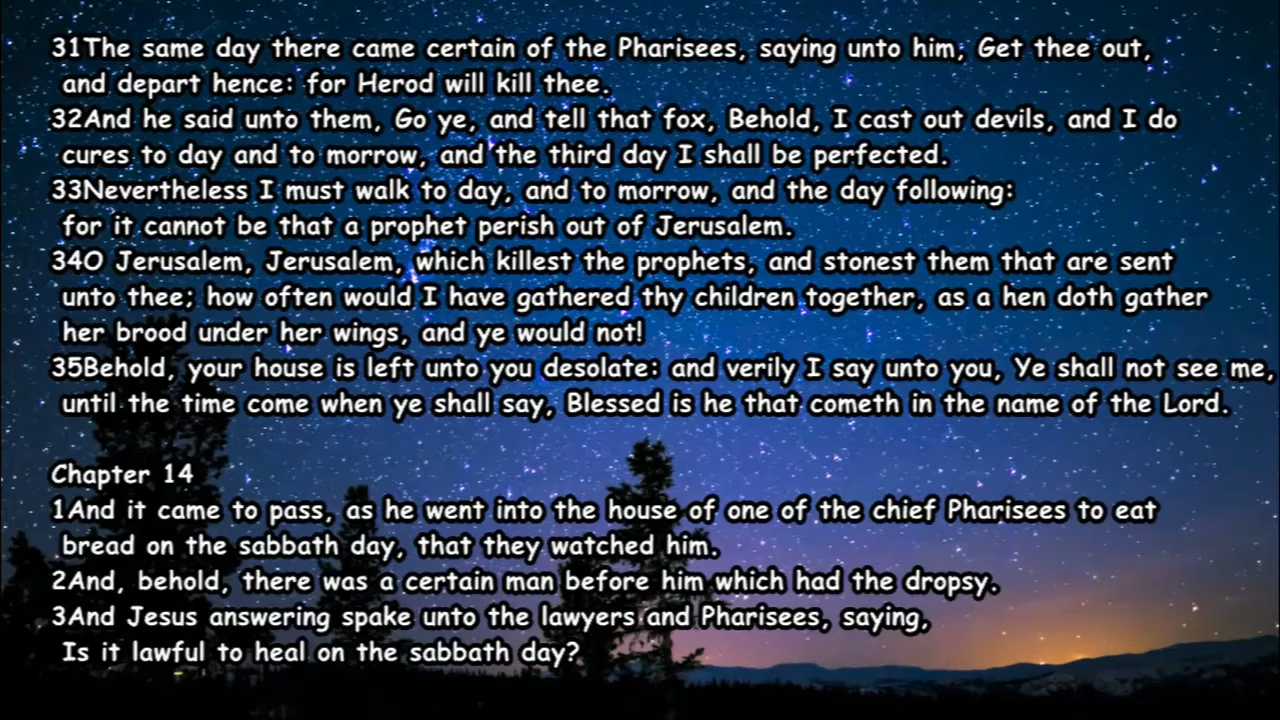 31The same day there came certain of the Pharisees, saying unto him, Get thee out,
and depart hence: for Herod will kill thee.
32And he said unto them, Go ye, and tell that fox, Behold, I cast out devils, and I do
cures to day and to morrow, and the third day I shall be perfected.
33Nevertheless I must walk to day, and to morrow, and the day following:
for it cannot be that a prophet perish out of Jerusalem.
34O Jerusalem, Jerusalem, which killest the prophets, and stonest them that are sent
unto thee; how often would I have gathered thy children together, as a hen doth gather
her brood under her wings, and ye would not!
35Behold, your house is left unto you desolate: and verily I say unto you, Ye shall not see me,
until the time come when ye shall say, Blessed is he that cometh in the name of the Lord.
Chapter 14
1And it came to pass, as he went into the house of one of the chief Pharisees to eat
bread on the sabbath day, that they watched him.
2And, behold, there was a certain man before him which had the dropsy.
3And Jesus answering spake unto the lawyers and Pharisees, saying,
Is it lawful to heal on the sabbath day?